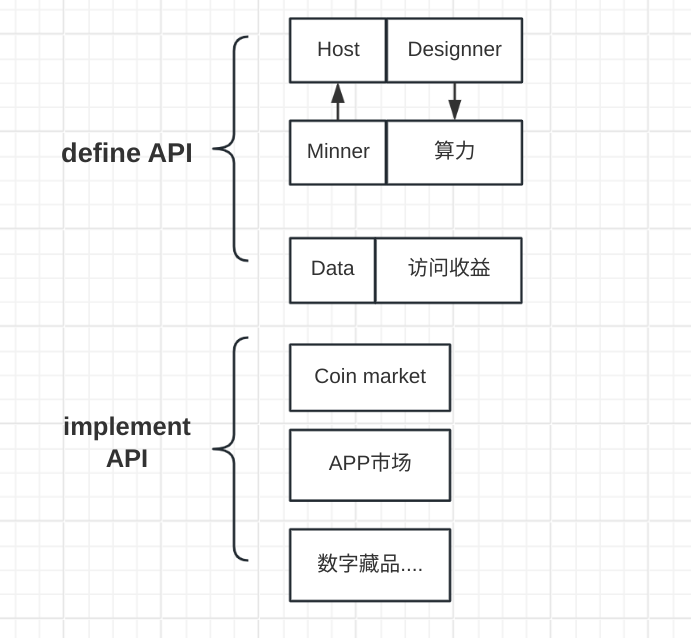 Host
Designner
define API
Minner
算力
Data
访问收益
Coin market
implement
API
APP市场
数字藏品....